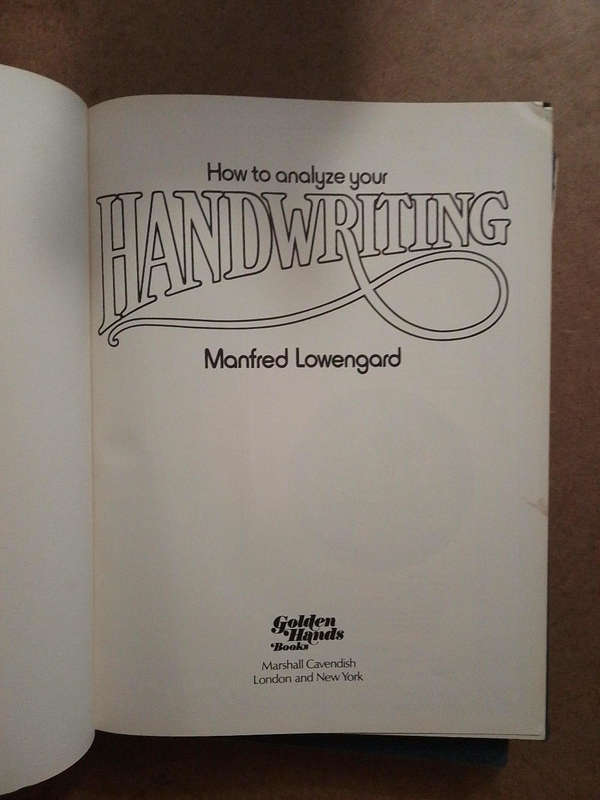 How to analyze your
HANDWRITING
Manfred Lowengard
Golden
Hands
Books
Marshall Cavendish
London and New York